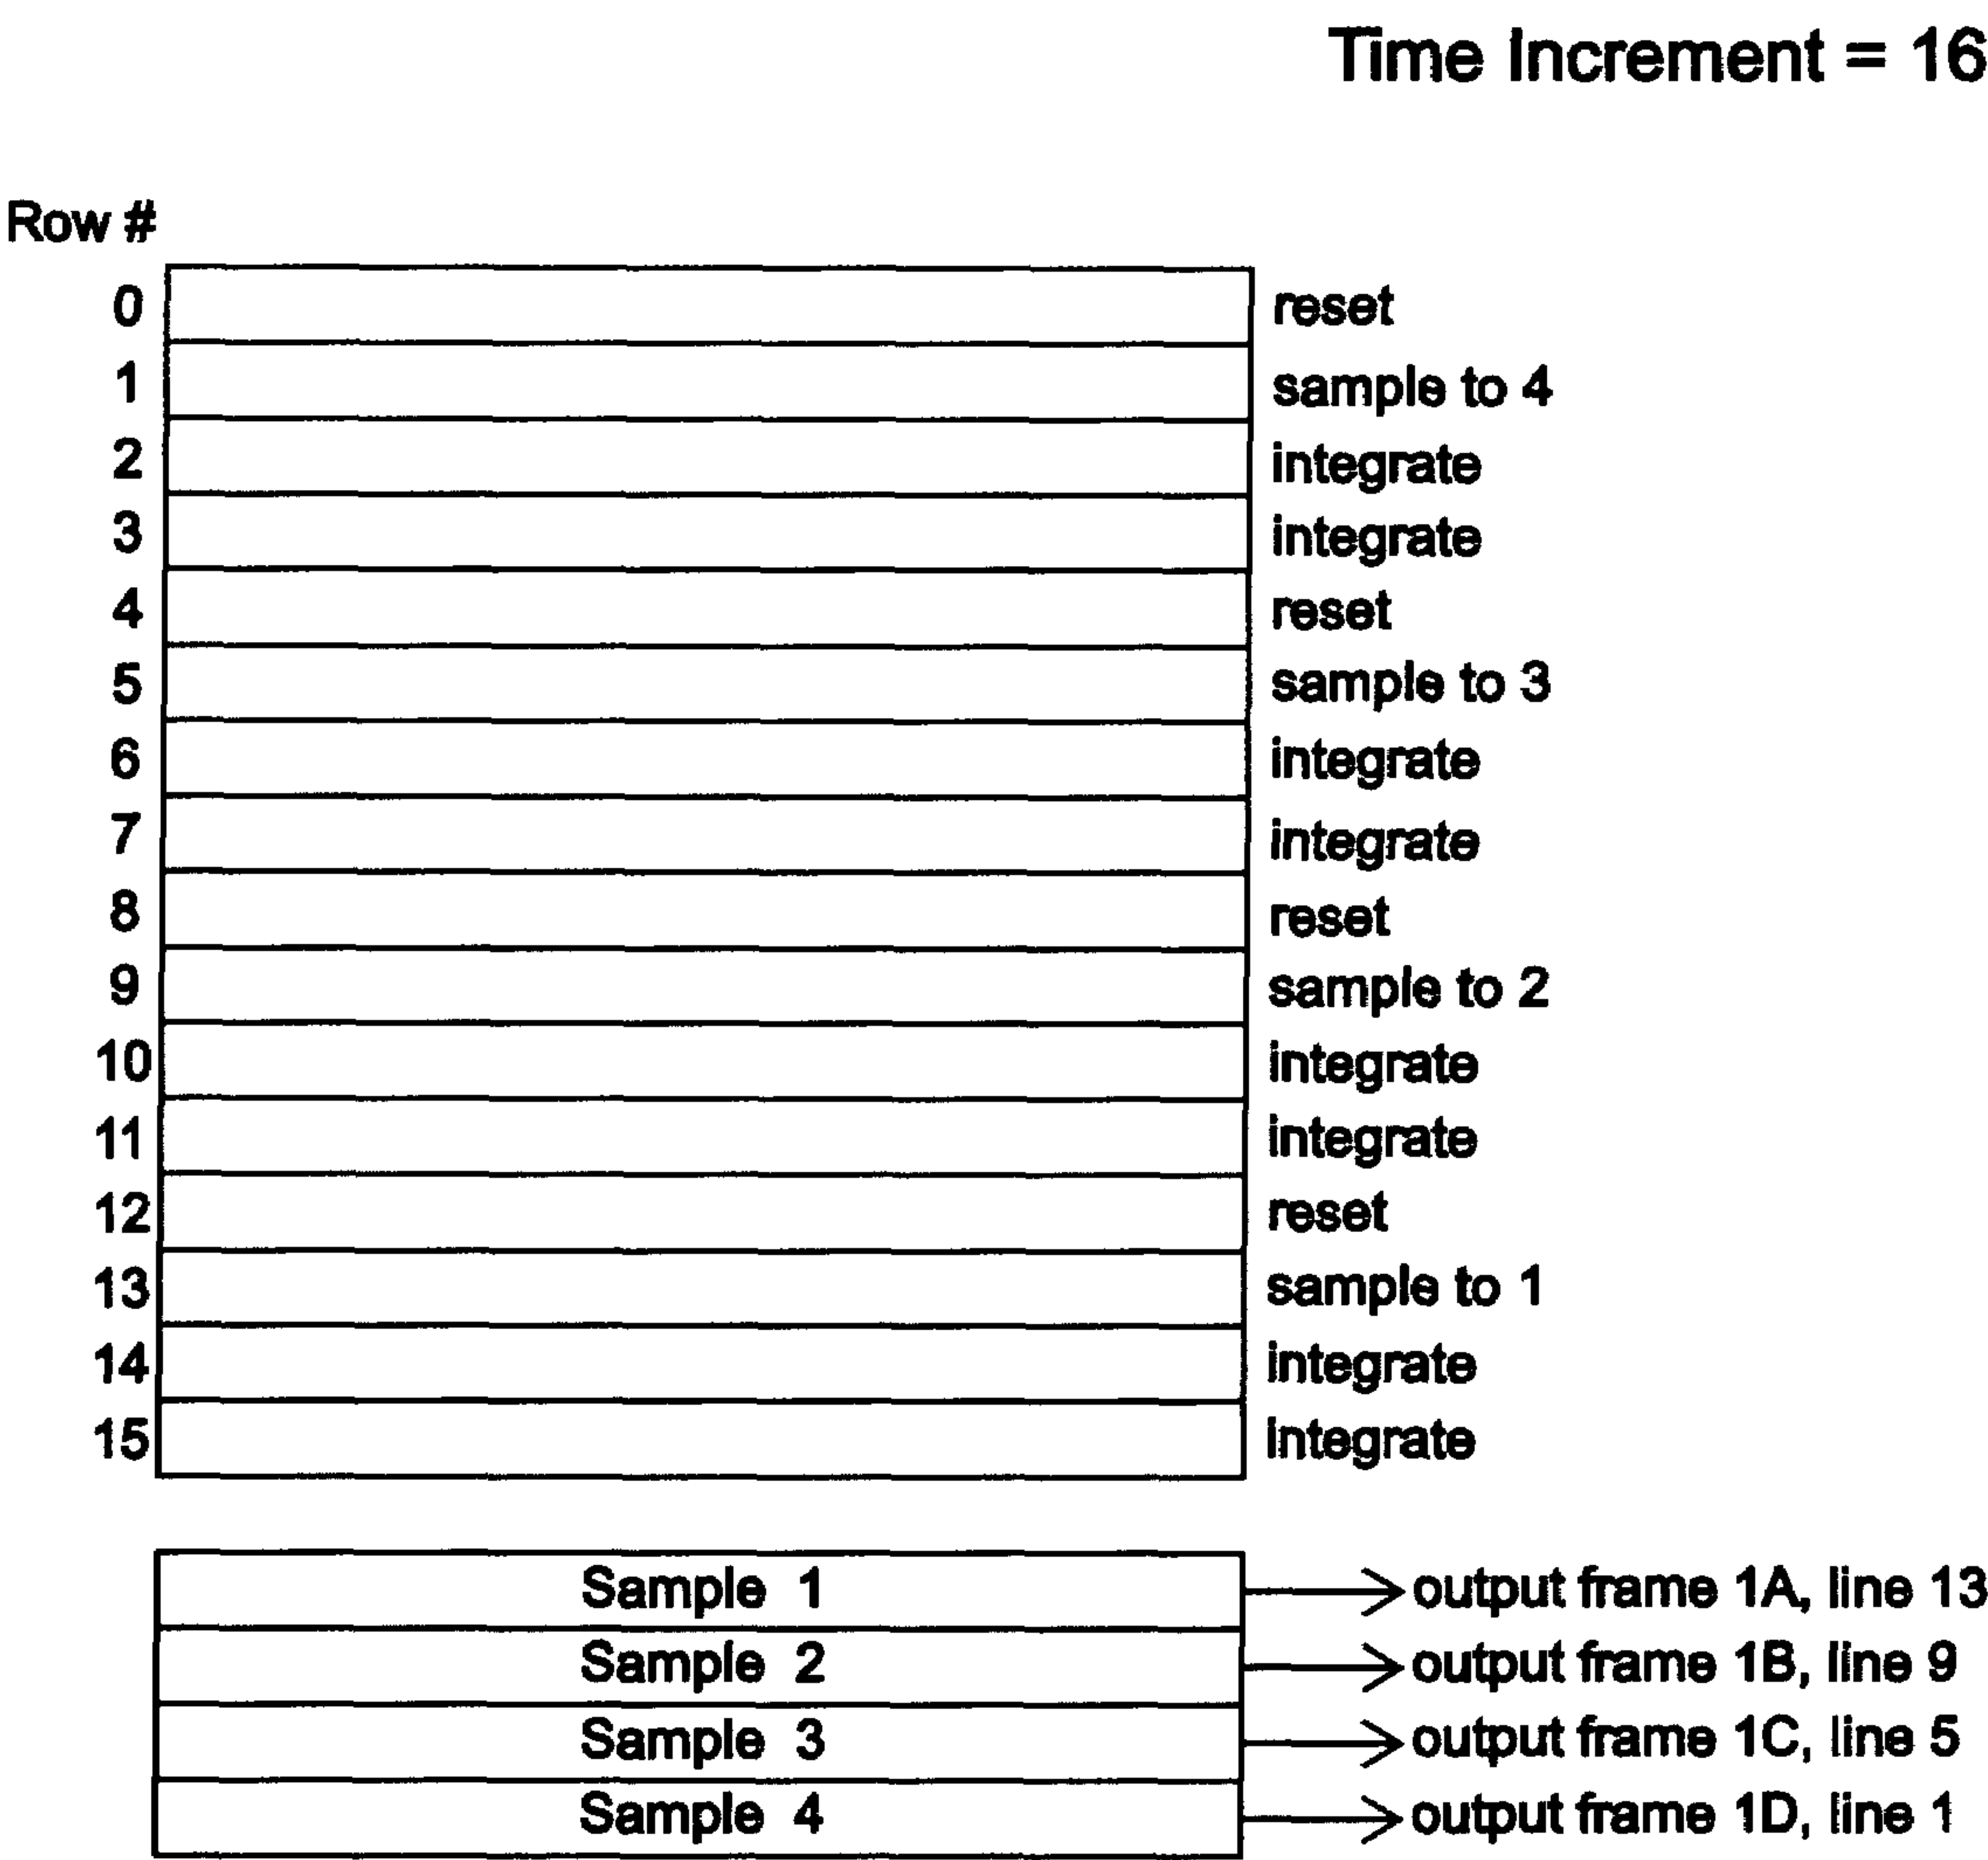 Time Increment = 16
Row #
0 reset
1 sample to 4
2 integrate
3 integrate
4 reset
5 sample to 3
6 integrate
7 integrate
8 reset
9 sample to 2
10 integrate
11 integrate
12 reset
13 sample to 1
14 integrate
15 integrate
Sample 1 output frame 1A, line 13
Sample 2 output frame 1B, line 9
Sample 3 output frame 1C, line 5
Sample 4 output frame 1D, line 1